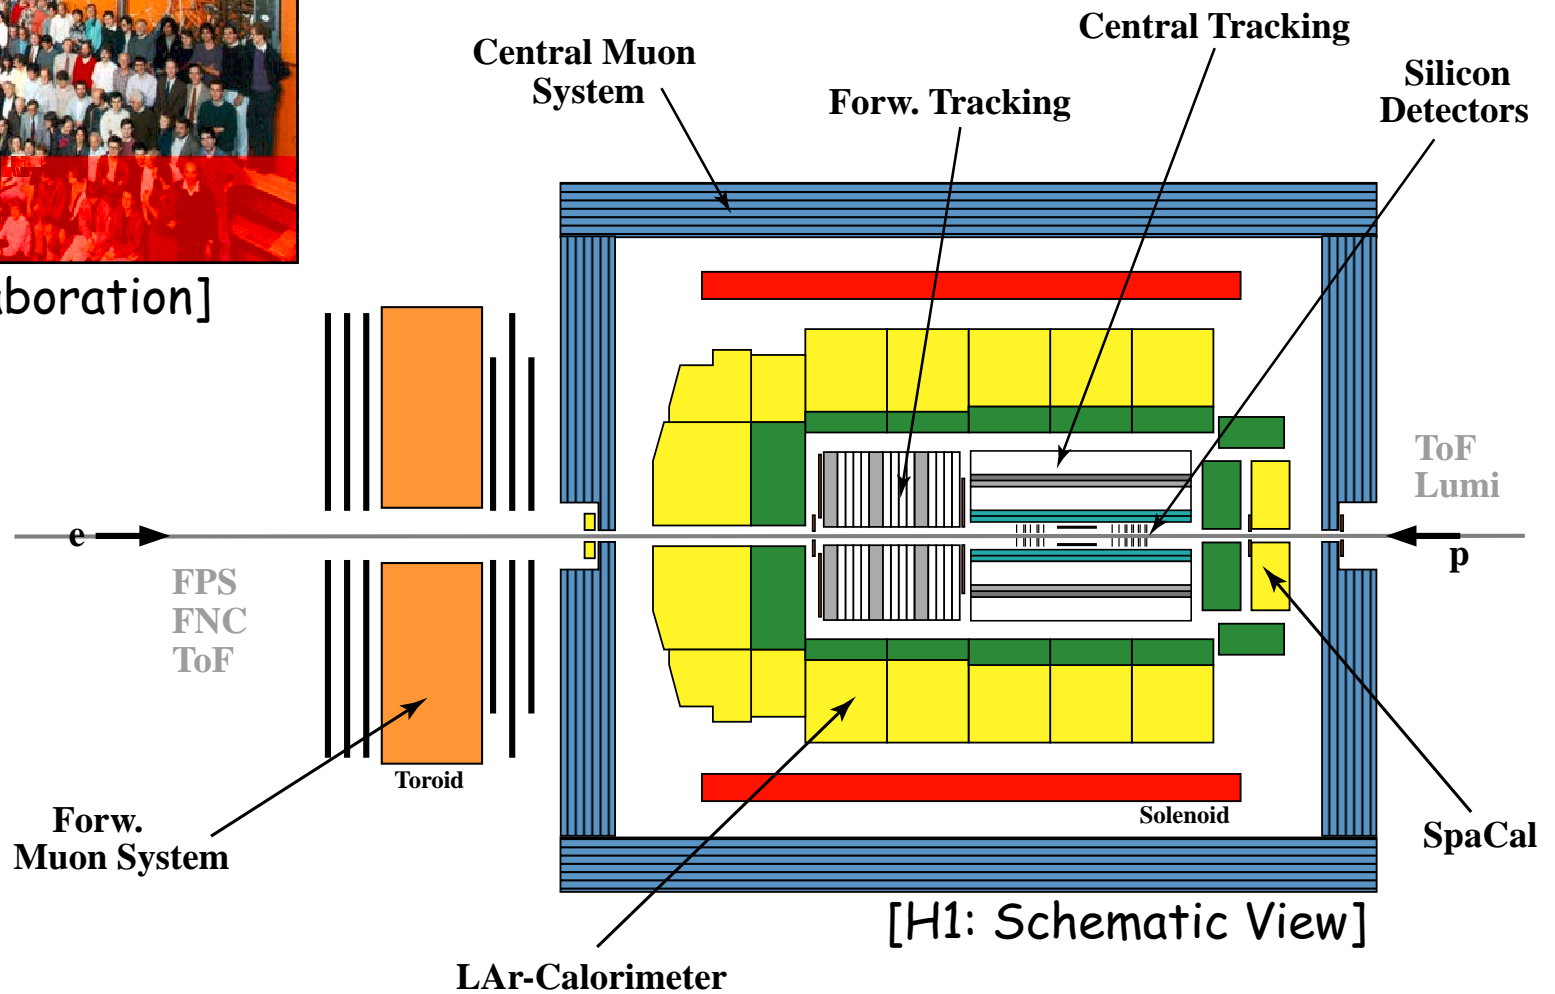 Central Tracking
Central Muon
System
Silicon
Detectors
Forw. Tracking
boration]
ToF
Lumi
e
p
FPS
FNC
ToF
Toroid
Solenoid
Forw.
Muon System
SpaCal
[H1: Schematic View]
LAr-Calorimeter